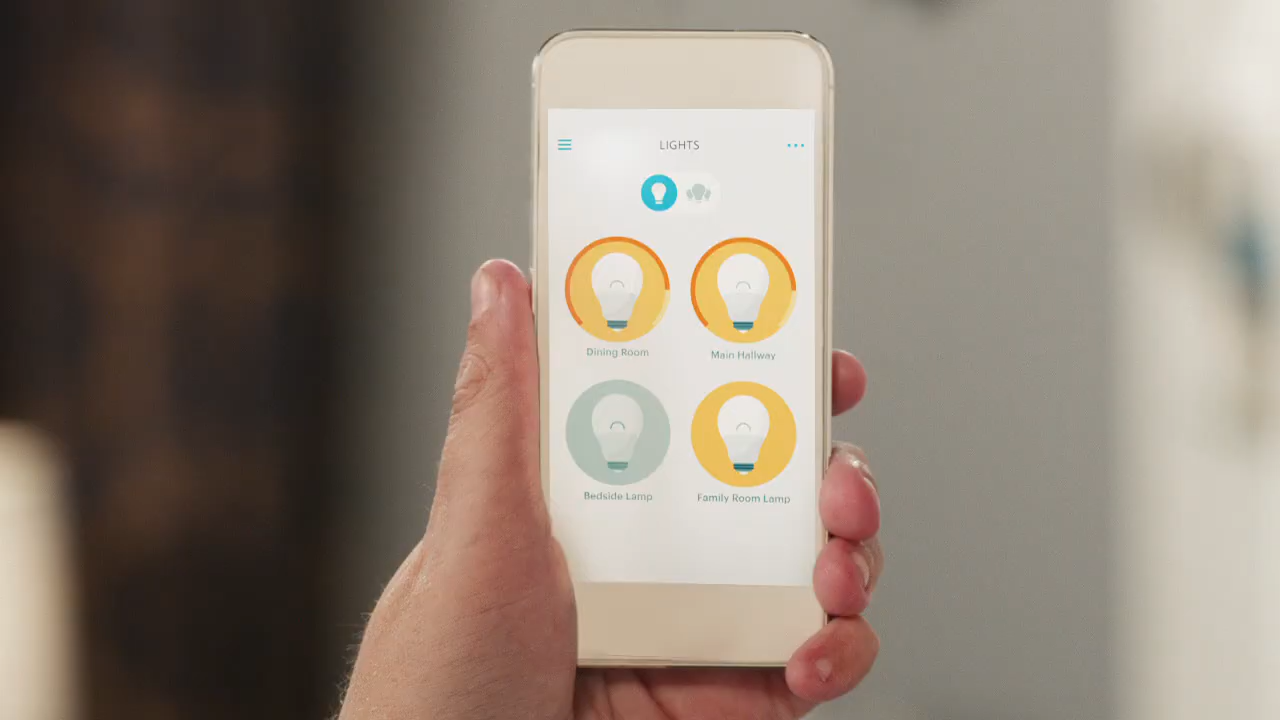 LIGHTS
Dining Room
Main Hallway
Bedside Lamp
Family Room Lamp